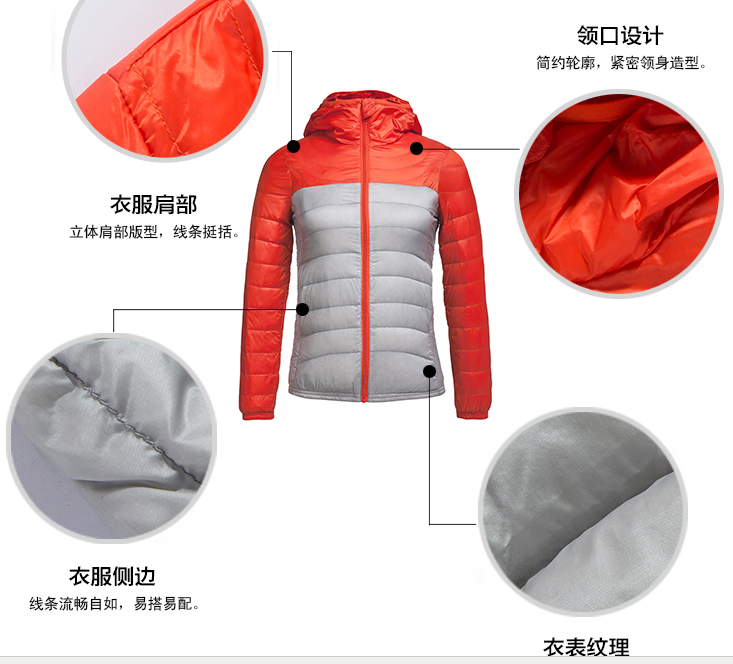 领口设计
简约轮廓，紧密领身造型。
衣服肩部
立体肩部版型，线条挺括。
衣服侧边
线条流畅自如，易搭易配。
衣表纹理